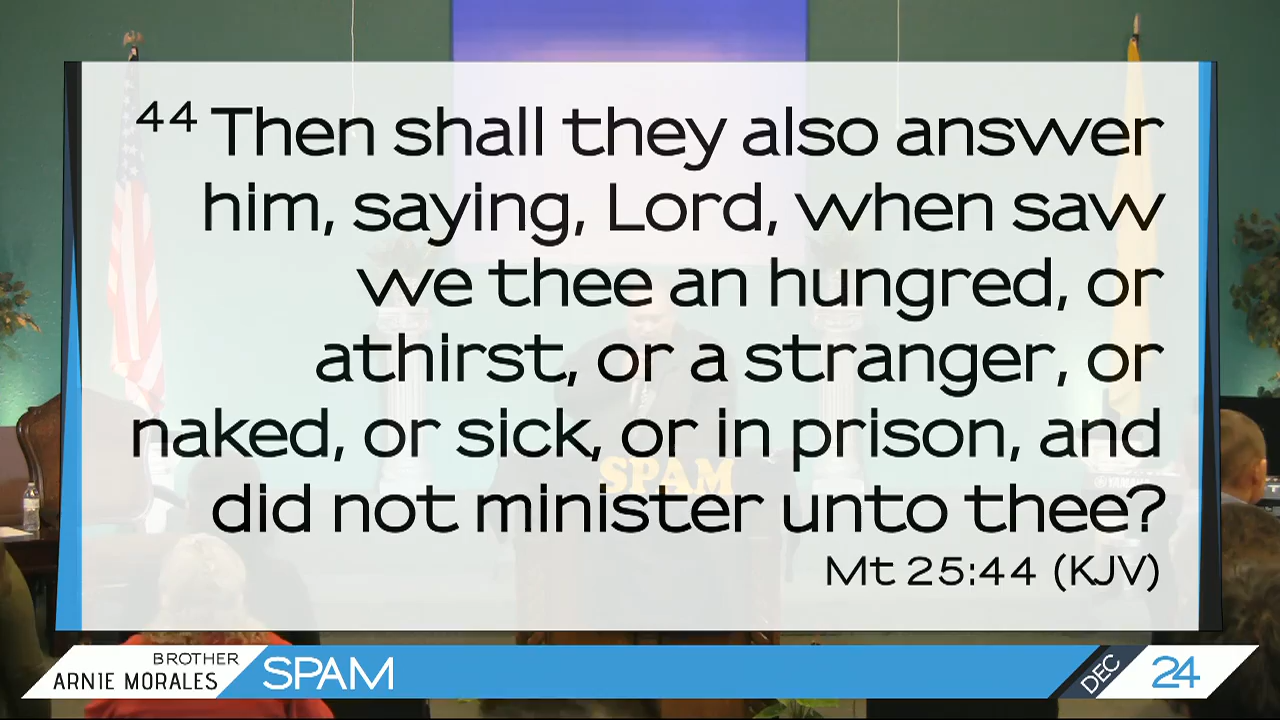 44 Then shall they also answer
him, saying, Lord, when saw
we thee an hungred, or
athirst, or a stranger, or
naked, or sick, or in prison, and
did not minister unto thee?
Mt 25:44 (KJV)
SPAM
YAMAHA
BROTHER
ARNIE MORALES
SPAM
DEC
24